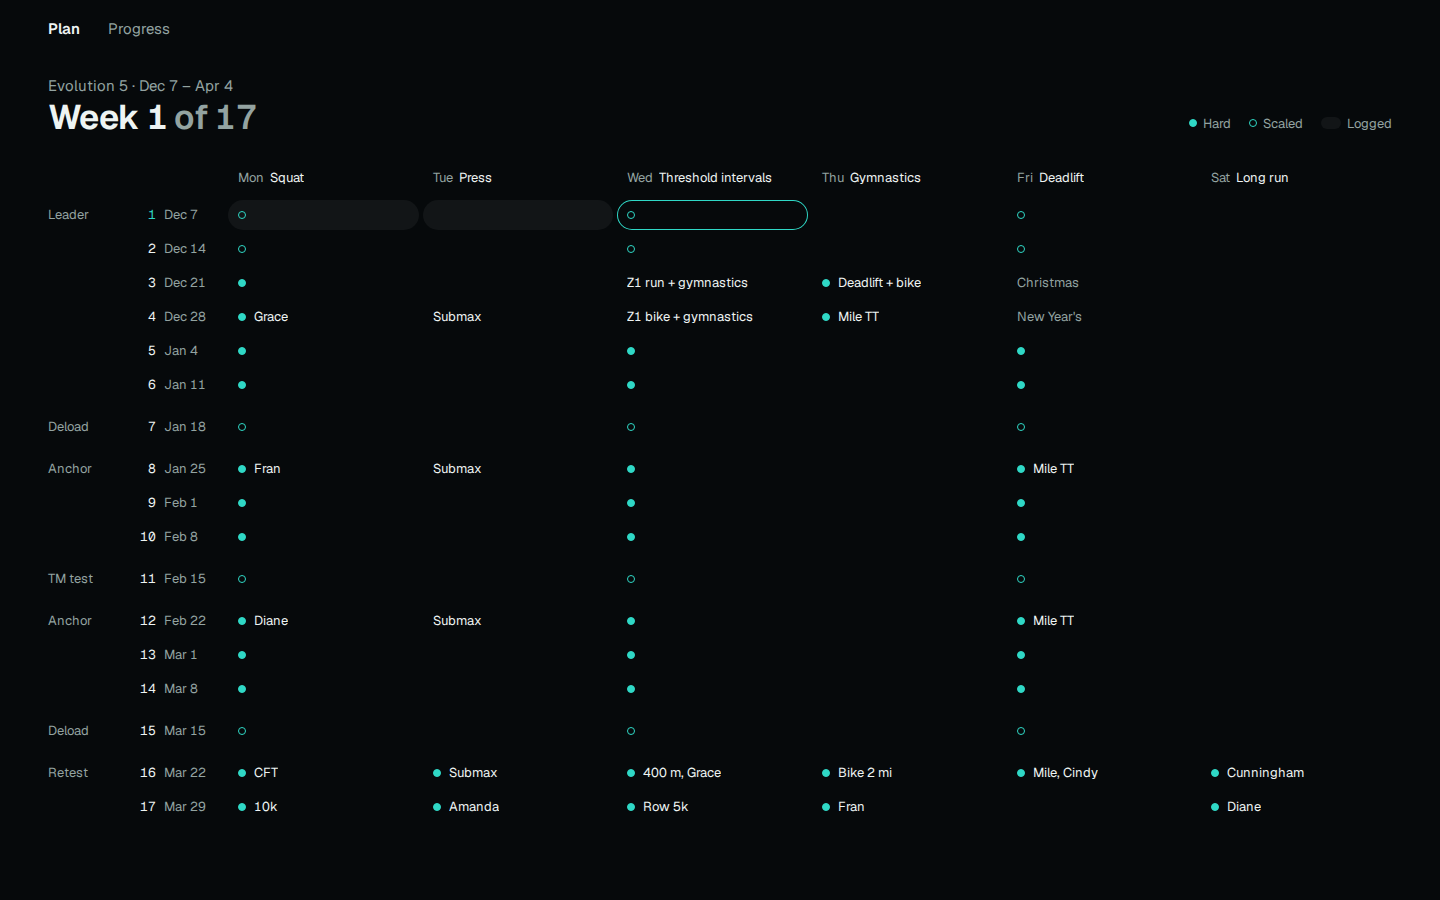 Plan Progress
Evolution 5 · Dec 7 – Apr 4
Week 1 of 17
Hard Scaled Logged
Mon Squat Tue Press Wed Threshold intervals Thu Gymnastics Fri Deadlift Sat Long run
Leader 1 Dec 7
2 Dec 14
3 Dec 21 Z1 run + gymnastics Deadlift + bike Christmas
4 Dec 28 Grace Submax Z1 bike + gymnastics Mile TT New Year's
5 Jan 4
6 Jan 11
Deload 7 Jan 18
Anchor 8 Jan 25 Fran Submax Mile TT
9 Feb 1
10 Feb 8
TM test 11 Feb 15
Anchor 12 Feb 22 Diane Submax Mile TT
13 Mar 1
14 Mar 8
Deload 15 Mar 15
Retest 16 Mar 22 CFT Submax 400 m, Grace Bike 2 mi Mile, Cindy Cunningham
17 Mar 29 10k Amanda Row 5k Fran Diane